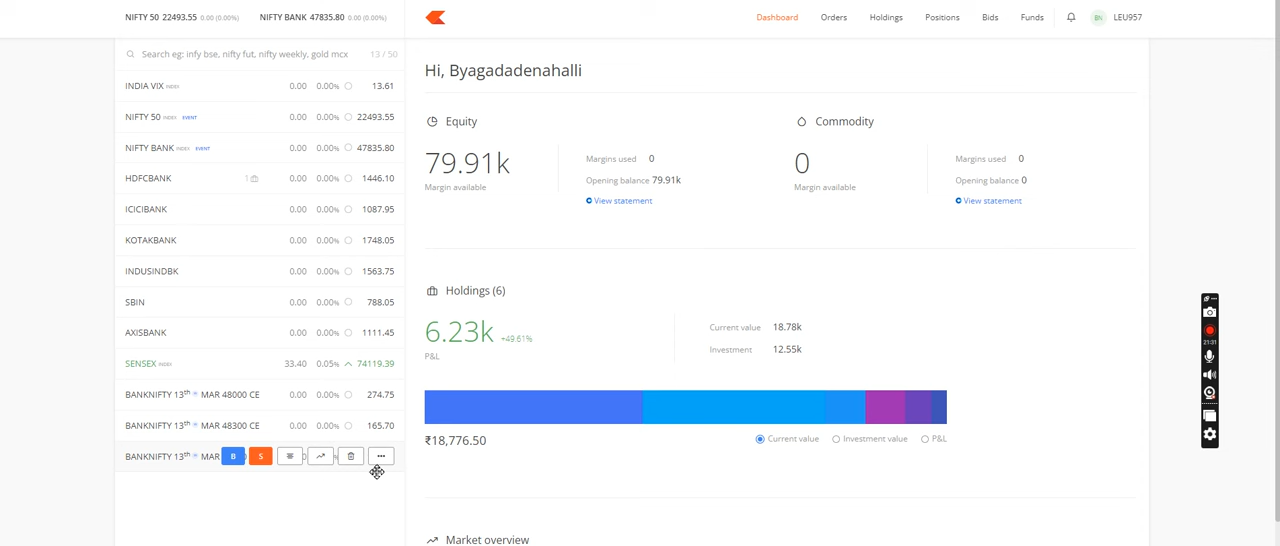 NIFTY 50 22493.55 0.00 (0.00%) NIFTY BANK 47835.80 0.00 (0.00%)
Dashboard Orders Holdings Positions Bids Funds BS LEU957
Search eg: infy bse, nifty fut, nifty weekly, gold mcx 13 / 50
INDIA VIX INDEX 0.00 0.00% 13.61
NIFTY 50 INDEX EVENT 0.00 0.00% 22493.55
NIFTY BANK INDEX EVENT 0.00 0.00% 47835.80
HDFCBANK 1 0.00 0.00% 1446.10
ICICIBANK 0.00 0.00% 1087.95
KOTAKBANK 0.00 0.00% 1748.05
INDUSINDBK 0.00 0.00% 1563.75
SBIN 0.00 0.00% 788.05
AXISBANK 0.00 0.00% 1111.45
SENSEX INDEX 33.40 0.05% 74119.39
BANKNIFTY 13th MAR 48000 CE 274.75
BANKNIFTY 13th MAR 48300 CE 165.70
BANKNIFTY 13th MAR B S
Hi, Byagadadenahalli
Equity
79.91k
Margin available
Margins used 0
Opening balance 79.91k
View statement
Commodity
0
Margin available
Margins used 0
Opening balance 0
View statement
Holdings (6)
6.23k +49.61%
P&L
Current value 18.78k
Investment 12.55k
₹18,776.50
Current value Investment value P&L
Market overview
21:31